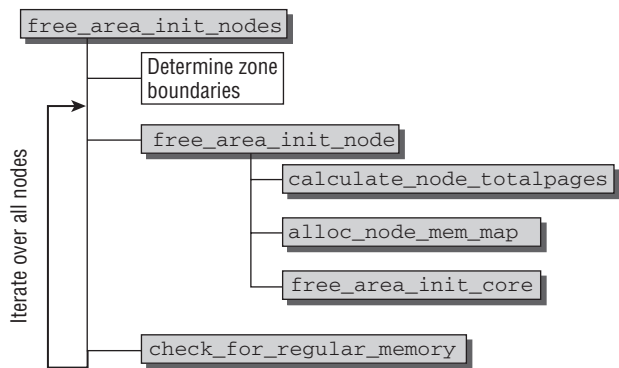 free_area_init_nodes
Determine zone
boundaries
Iterate over all nodes
free_area_init_node
calculate_node_totalpages
alloc_node_mem_map
free_area_init_core
check_for_regular_memory